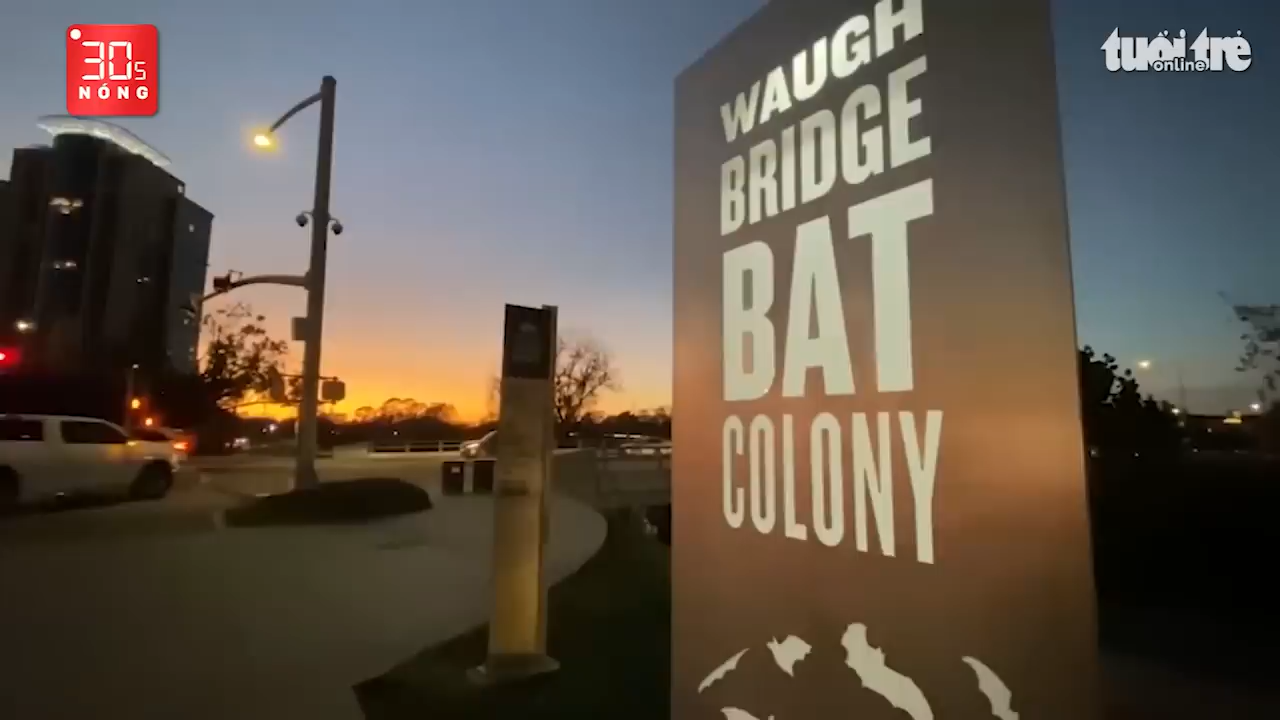 30s
NÓNG
tuổi trẻ
online
WAUGH
BRIDGE
BAT
COLONY